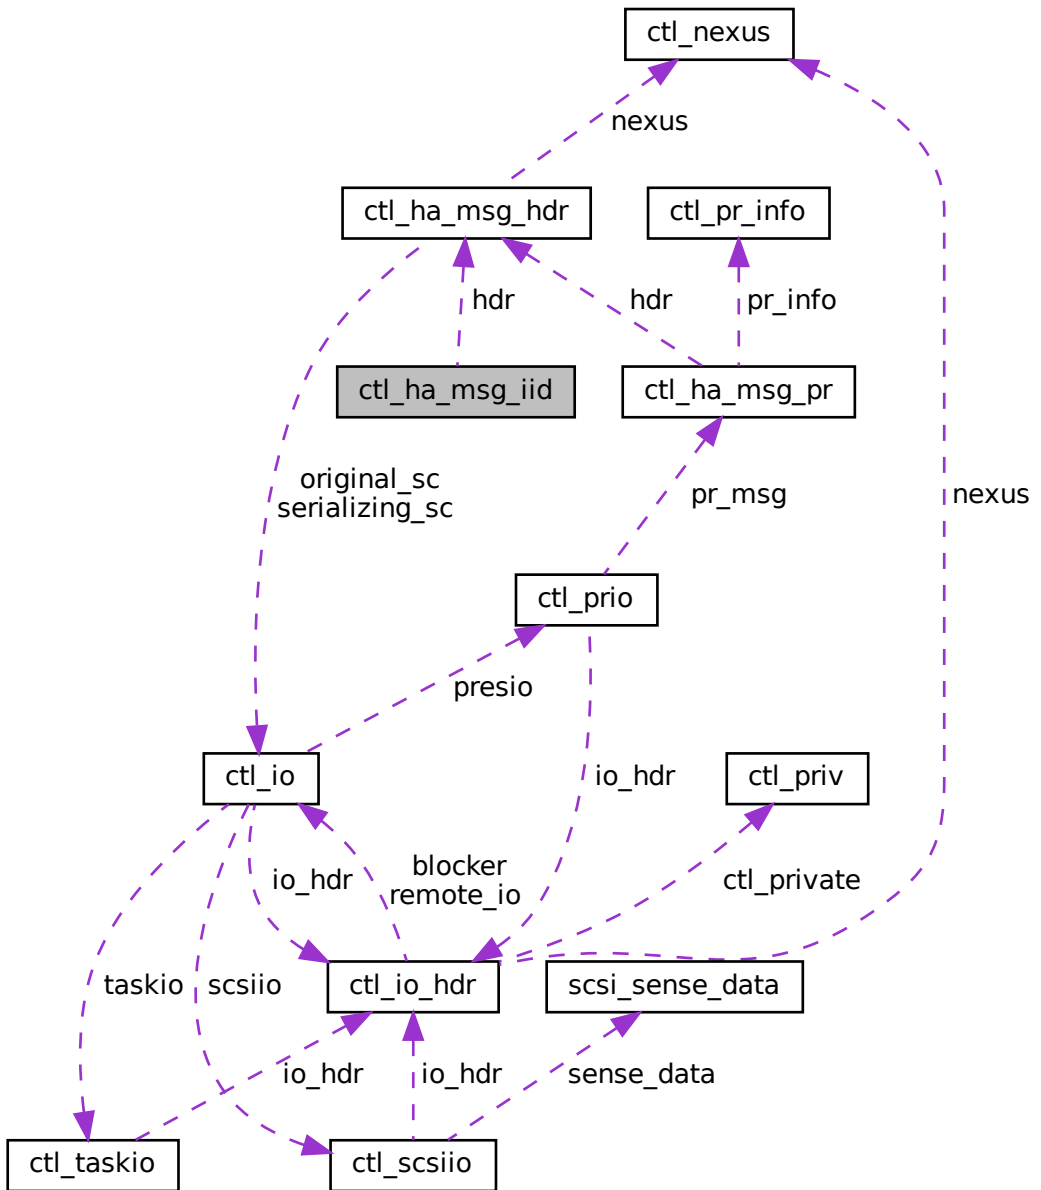 ctl_nexus
nexus
ctl_ha_msg_hdr
ctl_pr_info
hdr
hdr
pr_info
ctl_ha_msg_iid
ctl_ha_msg_pr
original_sc
serializing_sc
pr_msg
nexus
ctl_prio
presio
ctl_io
io_hdr
ctl_priv
io_hdr
blocker
remote_io
ctl_private
taskio
scsiio
ctl_io_hdr
scsi_sense_data
io_hdr
io_hdr
sense_data
ctl_taskio
ctl_scsiio